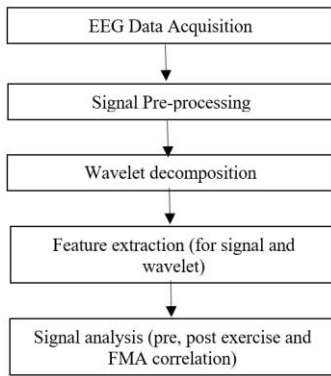 EEG Data Acquisition
Signal Pre-processing
Wavelet decomposition
Feature extraction (for signal and
wavelet)
Signal analysis (pre, post exercise and
FMA correlation)